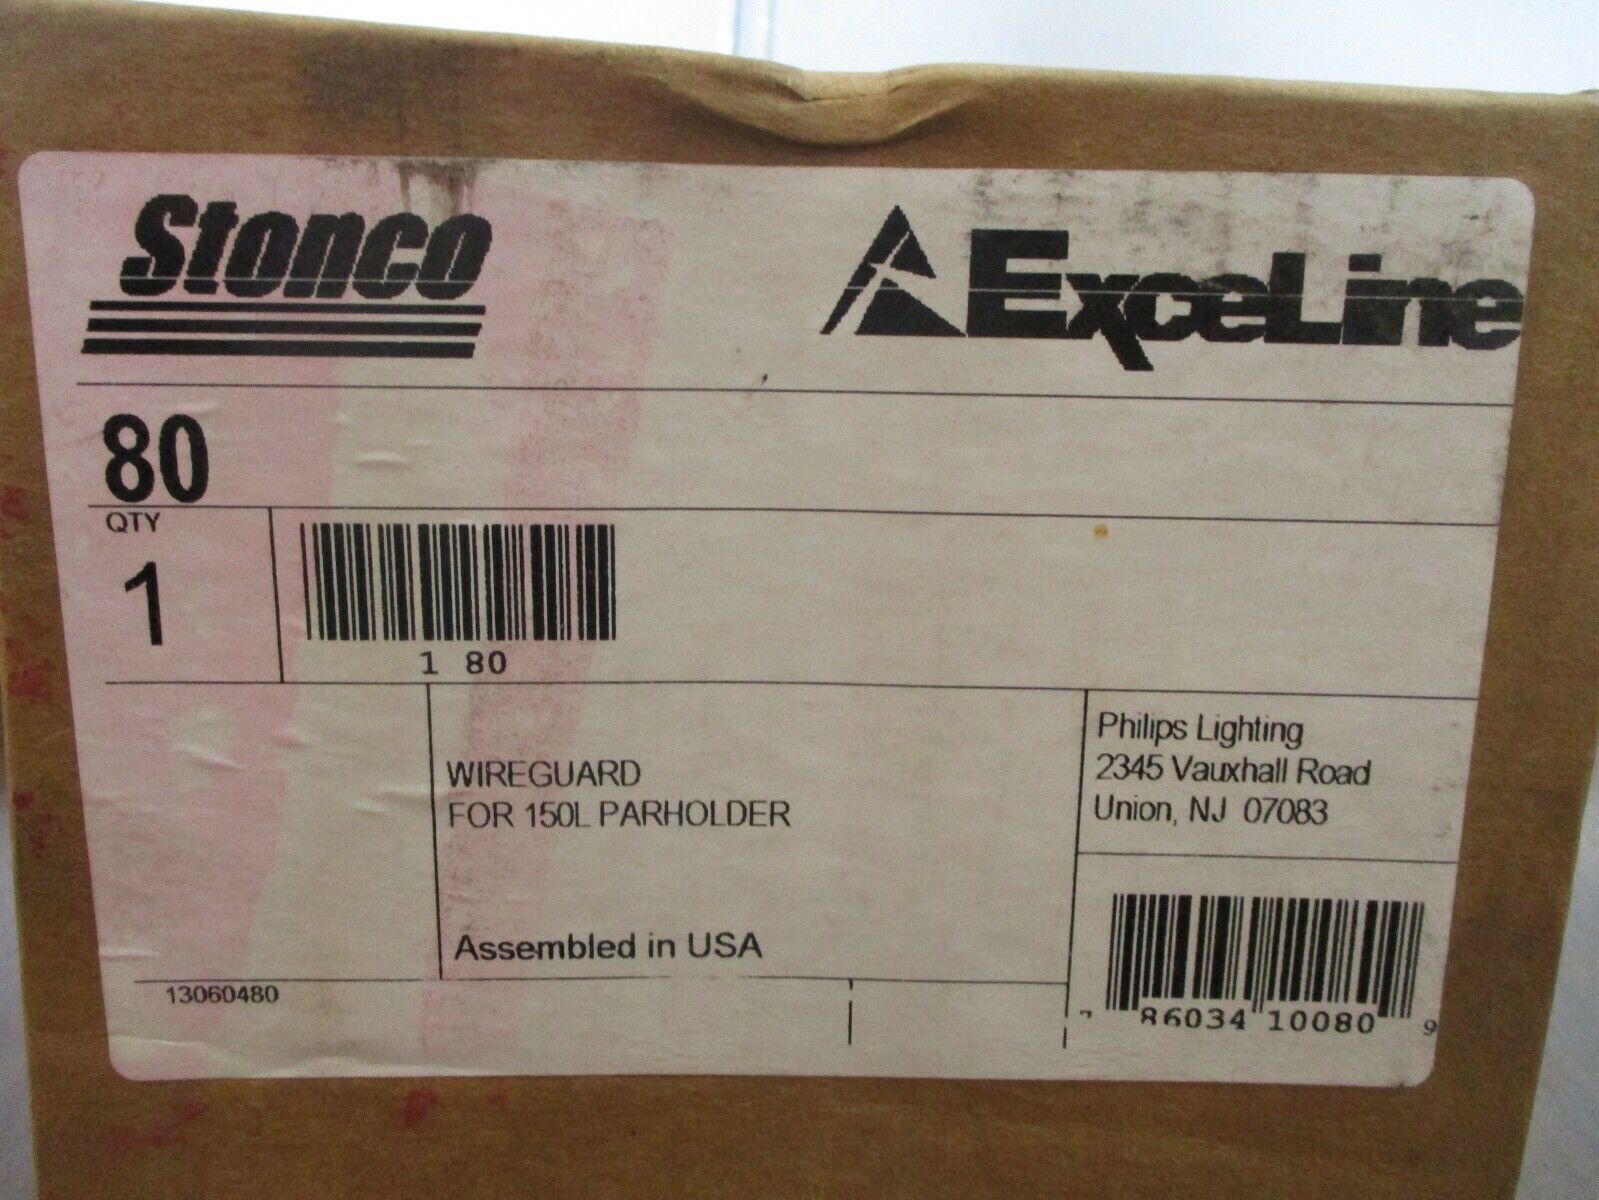 Stonco
ExceLine
80
QTY
1
1 80
WIREGUARD
FOR 150L PARHOLDER
Assembled in USA
Philips Lighting
2345 Vauxhall Road
Union, NJ 07083
13060480
7 86034 10080 9